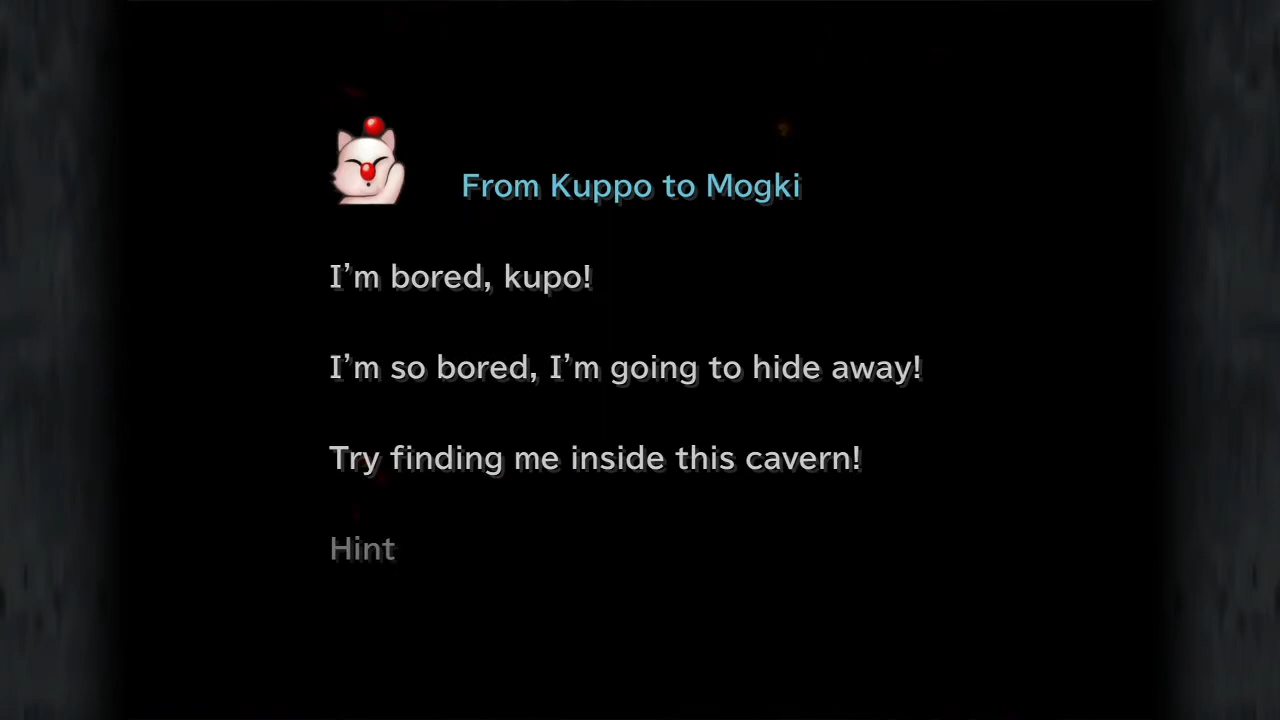 From Kuppo to Mogki
I'm bored, kupo!
I'm so bored, I'm going to hide away!
Try finding me inside this cavern!
Hint